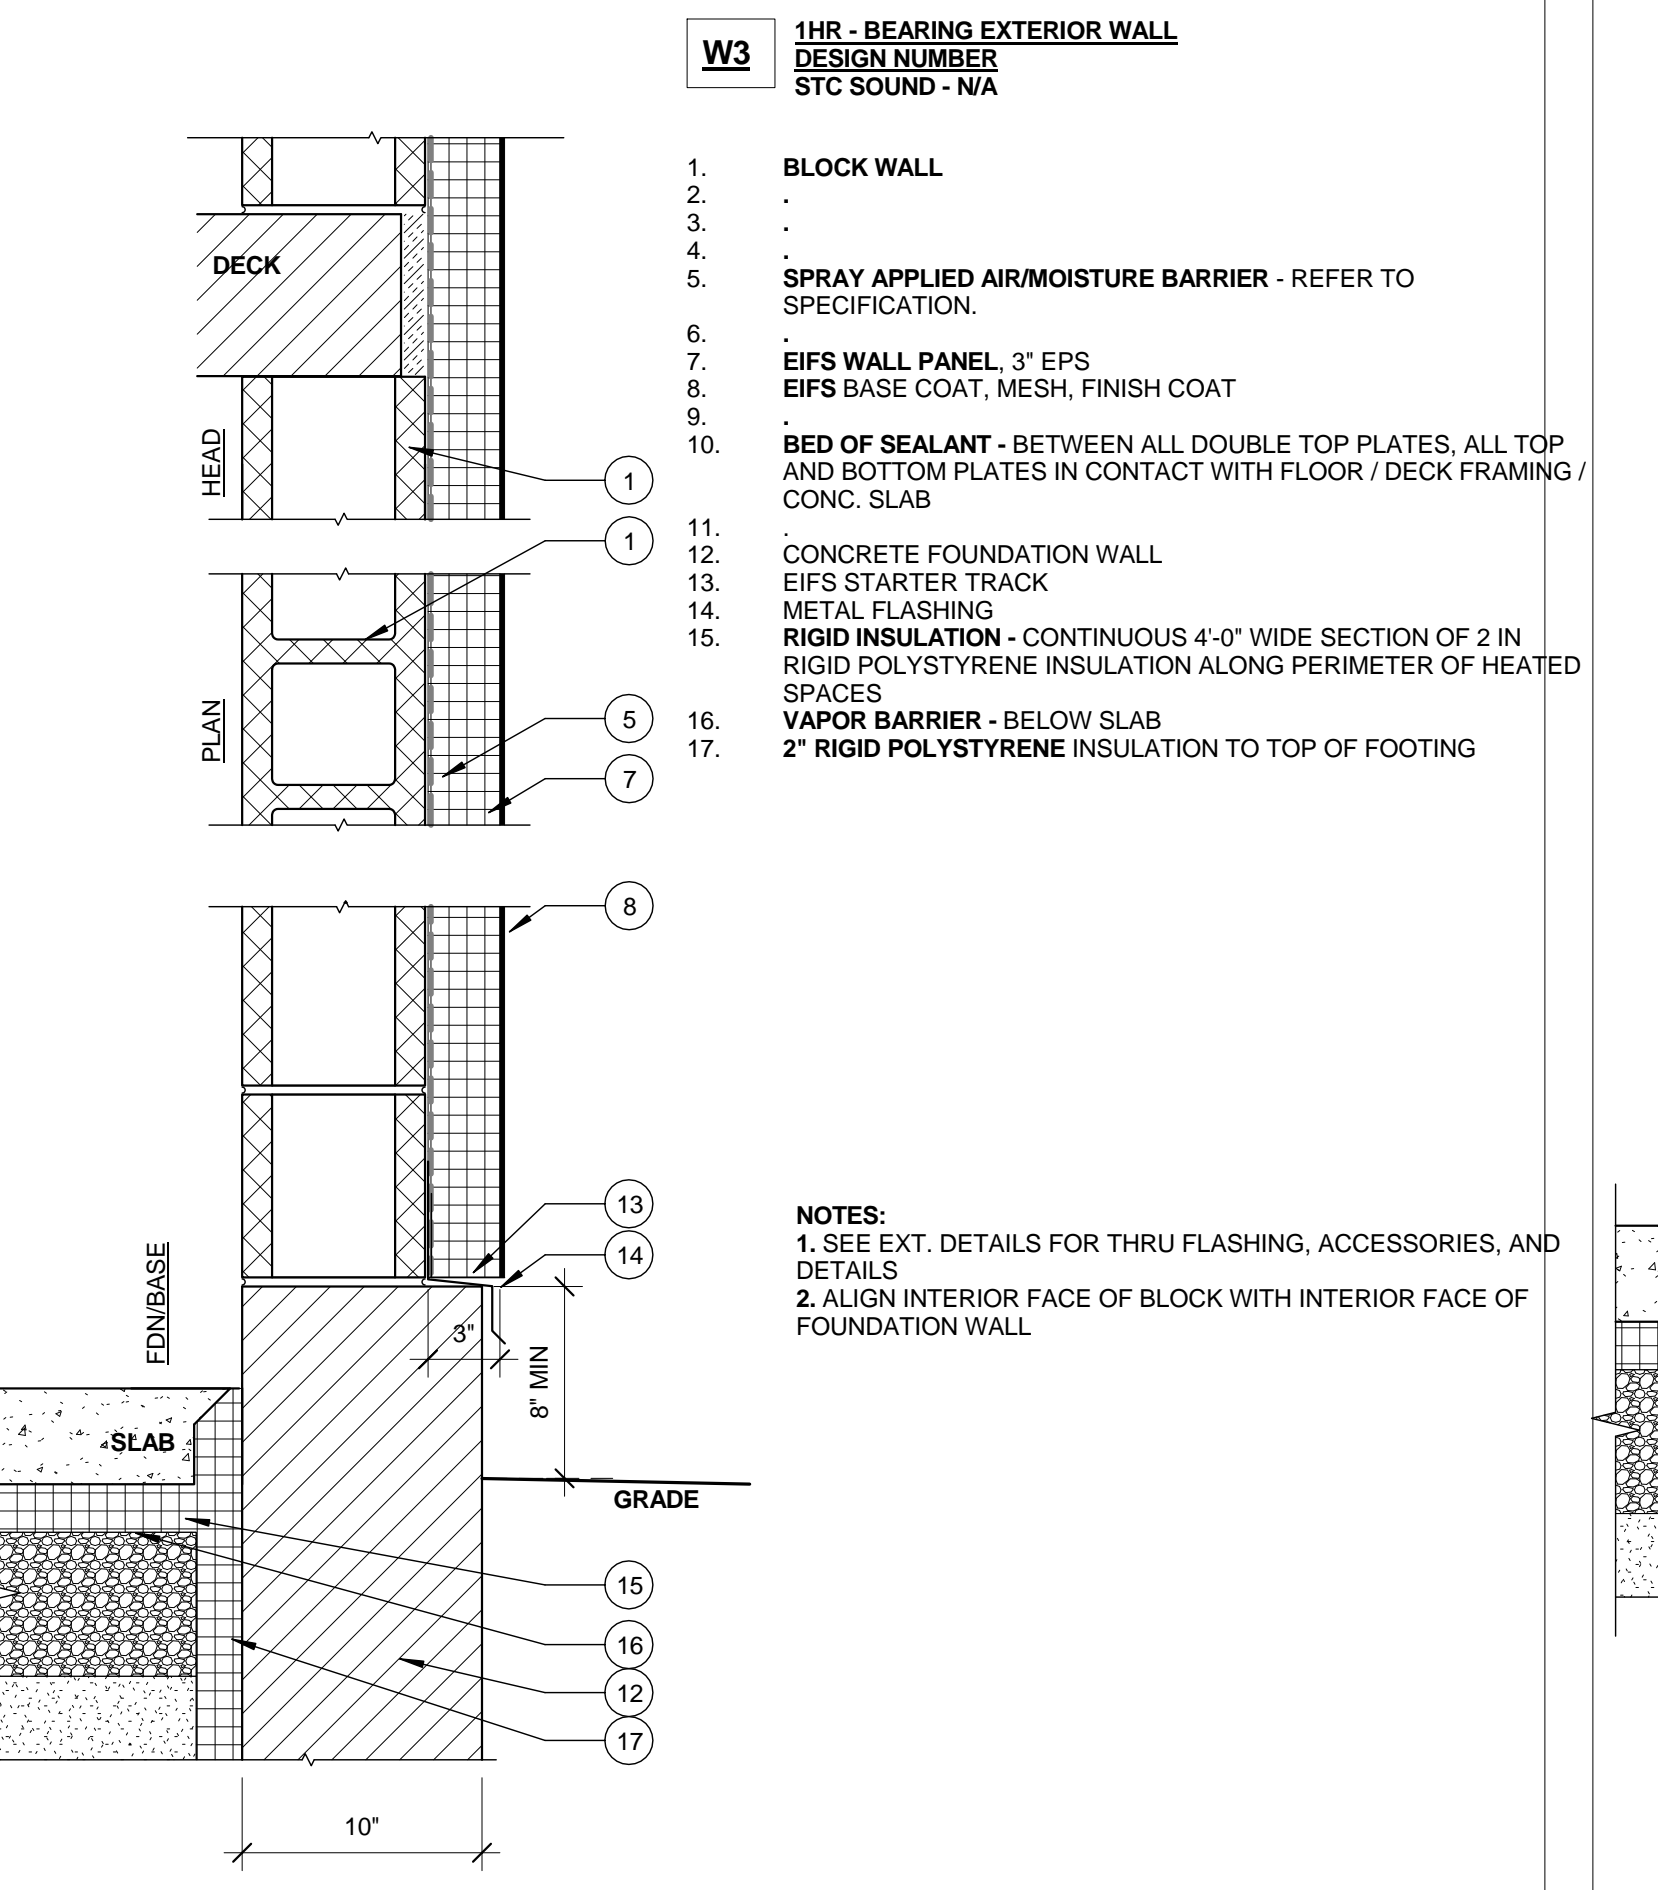 W3
1HR - BEARING EXTERIOR WALL
DESIGN NUMBER
STC SOUND - N/A
1. BLOCK WALL
2. .
3. .
4. .
5. SPRAY APPLIED AIR/MOISTURE BARRIER - REFER TO
SPECIFICATION.
6. .
7. EIFS WALL PANEL, 3" EPS
8. EIFS BASE COAT, MESH, FINISH COAT
9. .
10. BED OF SEALANT - BETWEEN ALL DOUBLE TOP PLATES, ALL TOP
AND BOTTOM PLATES IN CONTACT WITH FLOOR / DECK FRAMING /
CONC. SLAB
11. .
12. CONCRETE FOUNDATION WALL
13. EIFS STARTER TRACK
14. METAL FLASHING
15. RIGID INSULATION - CONTINUOUS 4'-0" WIDE SECTION OF 2 IN
RIGID POLYSTYRENE INSULATION ALONG PERIMETER OF HEATED
SPACES
16. VAPOR BARRIER - BELOW SLAB
17. 2" RIGID POLYSTYRENE INSULATION TO TOP OF FOOTING
DECK
HEAD
1
1
PLAN
5
7
8
13
14
FDN/BASE
3"
8" MIN
SLAB
GRADE
15
16
12
17
10"
NOTES:
1. SEE EXT. DETAILS FOR THRU FLASHING, ACCESSORIES, AND
DETAILS
2. ALIGN INTERIOR FACE OF BLOCK WITH INTERIOR FACE OF
FOUNDATION WALL